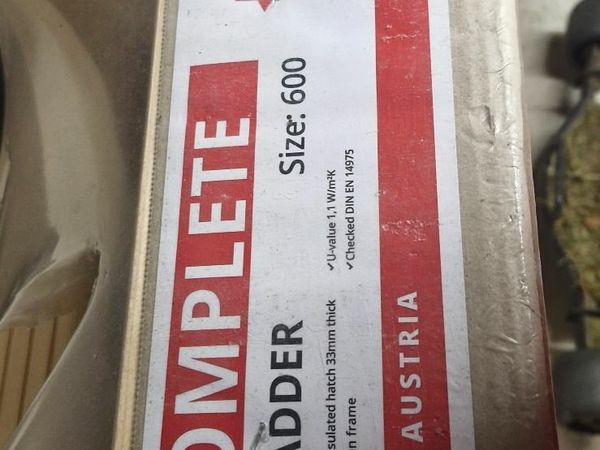 OMPLETE
ADDER Size: 600
sulated hatch 33mm thick ✓U-value 1,1 W/m²K
n frame ✓Checked DIN EN 14975
AUSTRIA